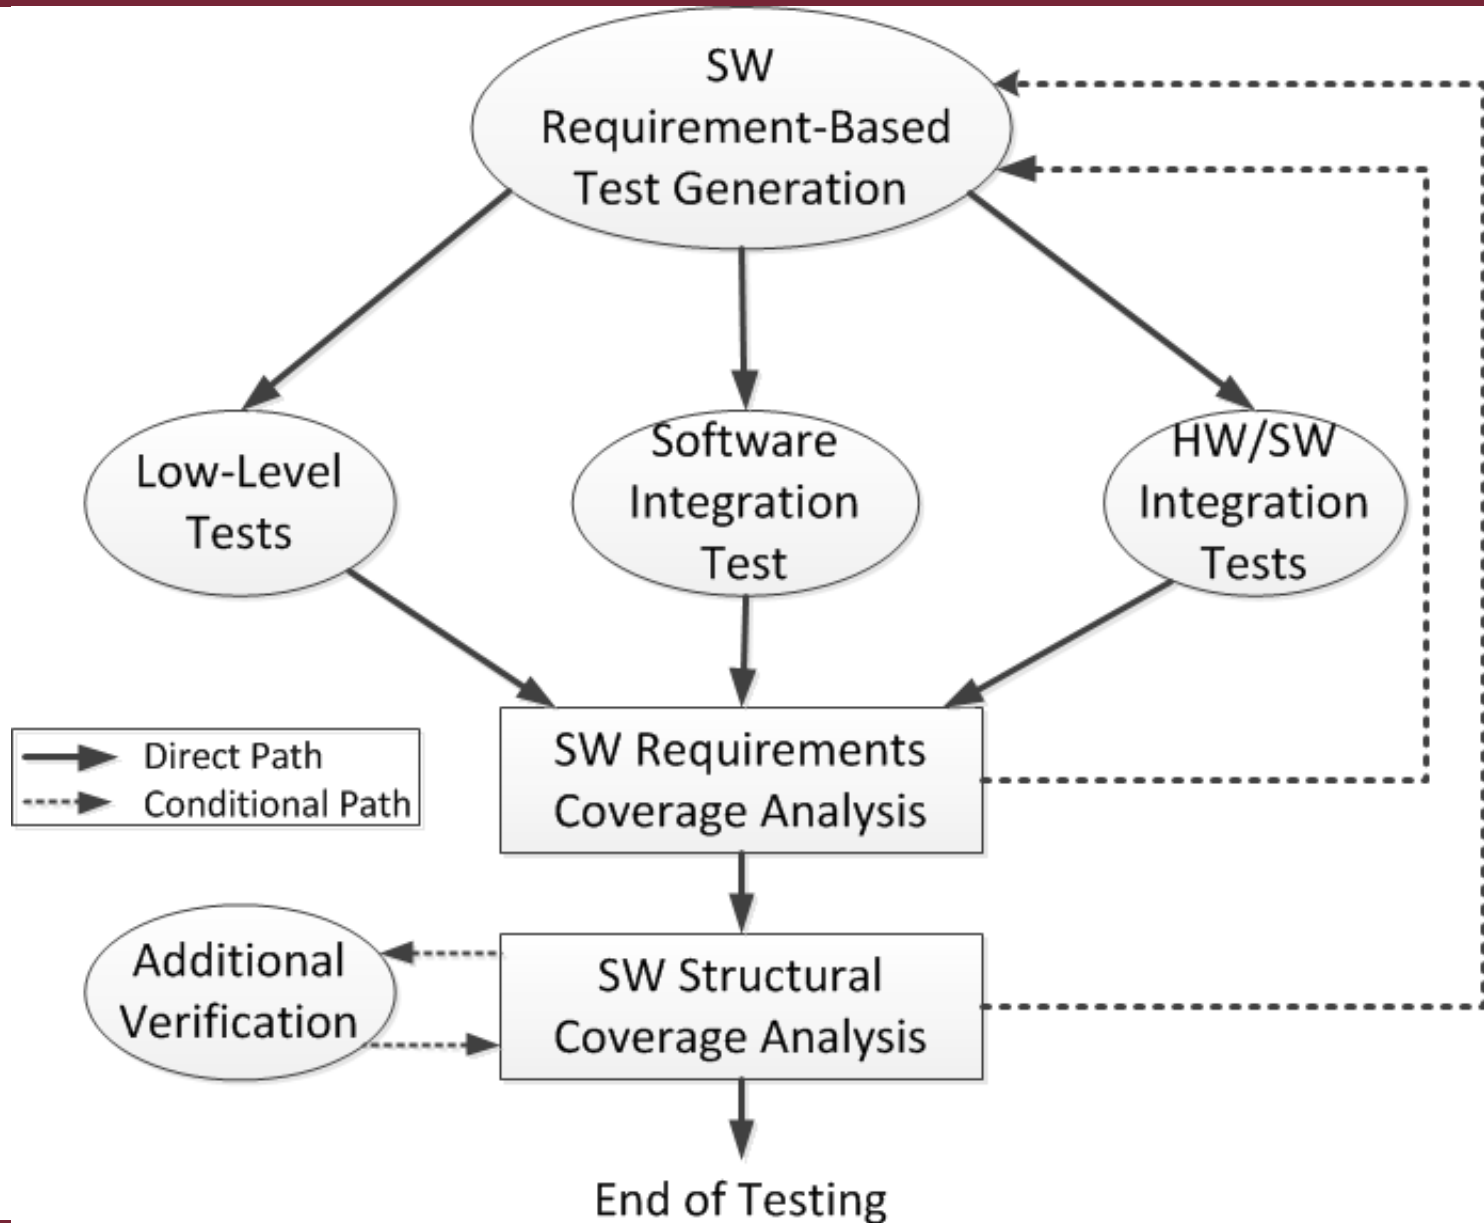 SW
Requirement-Based
Test Generation
Low-Level
Tests
Software
Integration
Test
HW/SW
Integration
Tests
SW Requirements
Coverage Analysis
Direct Path
Conditional Path
Additional
Verification
SW Structural
Coverage Analysis
End of Testing